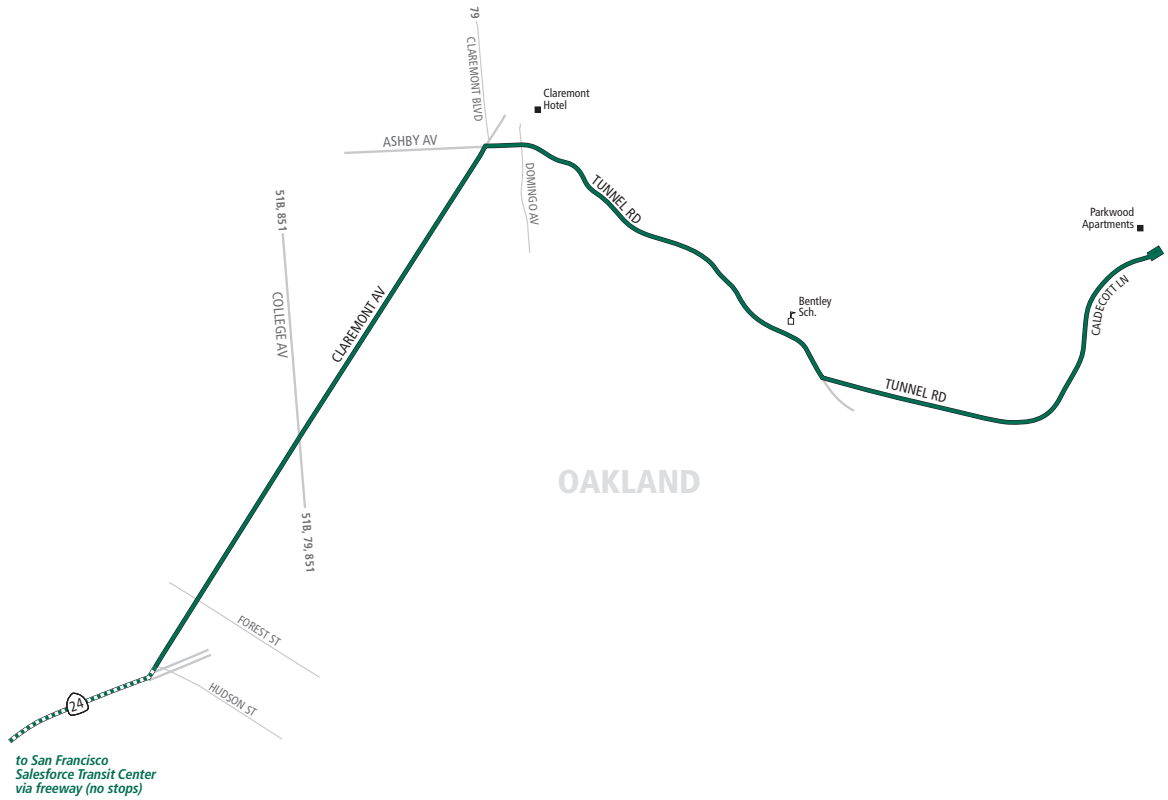 79
CLAREMONT BLVD
Claremont
Hotel
ASHBY AV
DOMINGO AV
TUNNEL RD
51B, 851
Parkwood
Apartments
CALDECOTT LN
COLLEGE AV
CLAREMONT AV
Bentley
Sch.
TUNNEL RD
OAKLAND
51B, 79, 851
FOREST ST
HUDSON ST
24
to San Francisco
Salesforce Transit Center
via freeway (no stops)